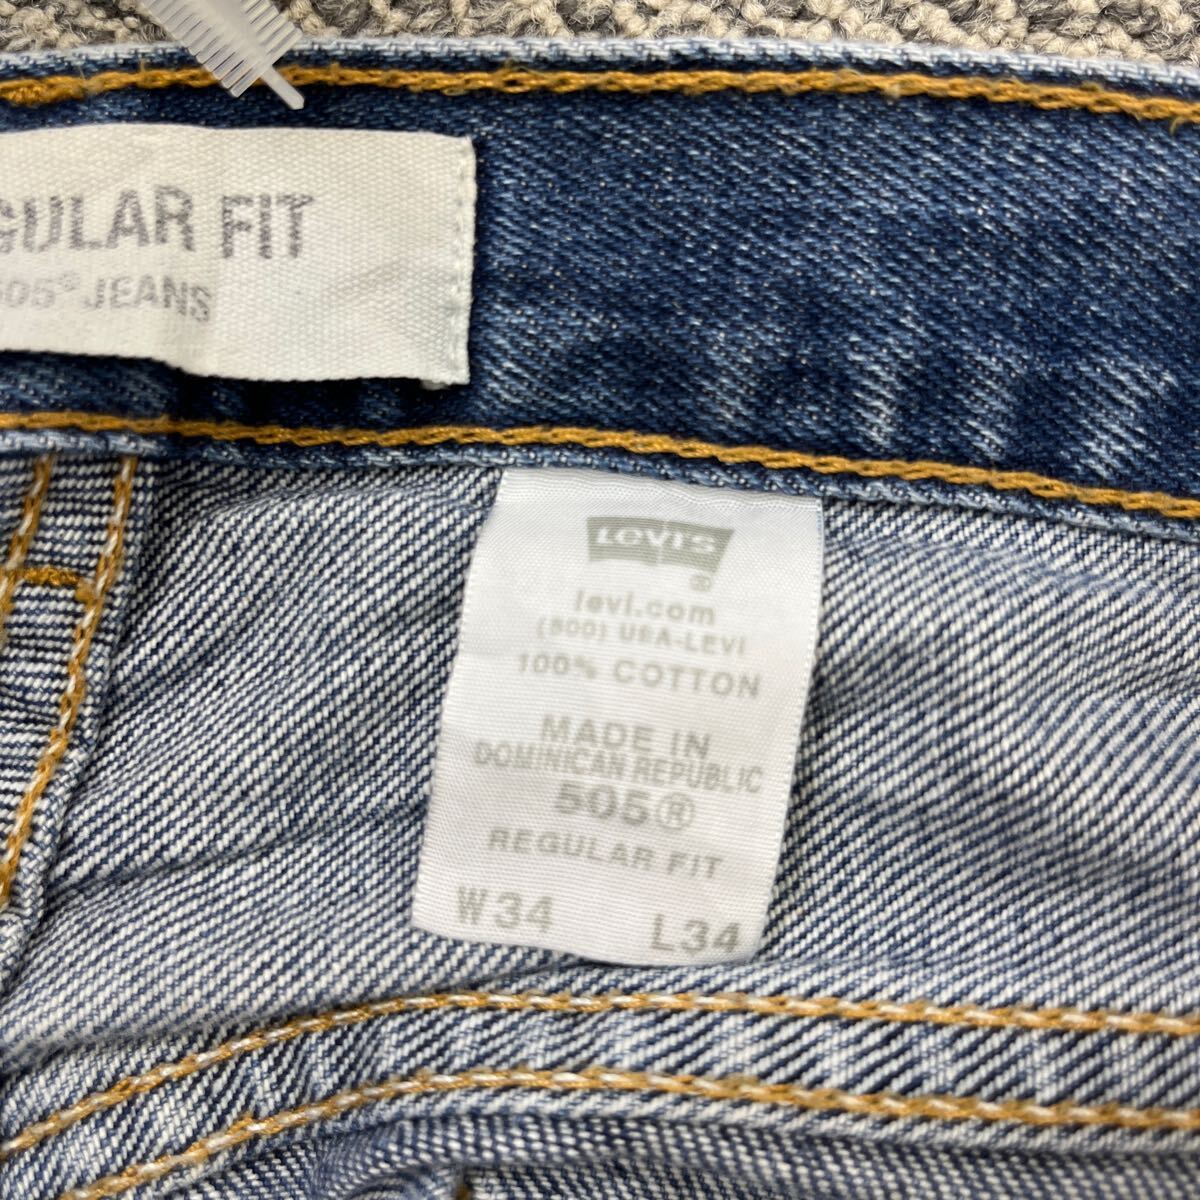 GULAR FIT
505® JEANS
Levi's
®
levi.com
(800) USA-LEVI
100% COTTON
MADE IN
DOMINICAN REPUBLIC
505®
REGULAR FIT
W34 L34